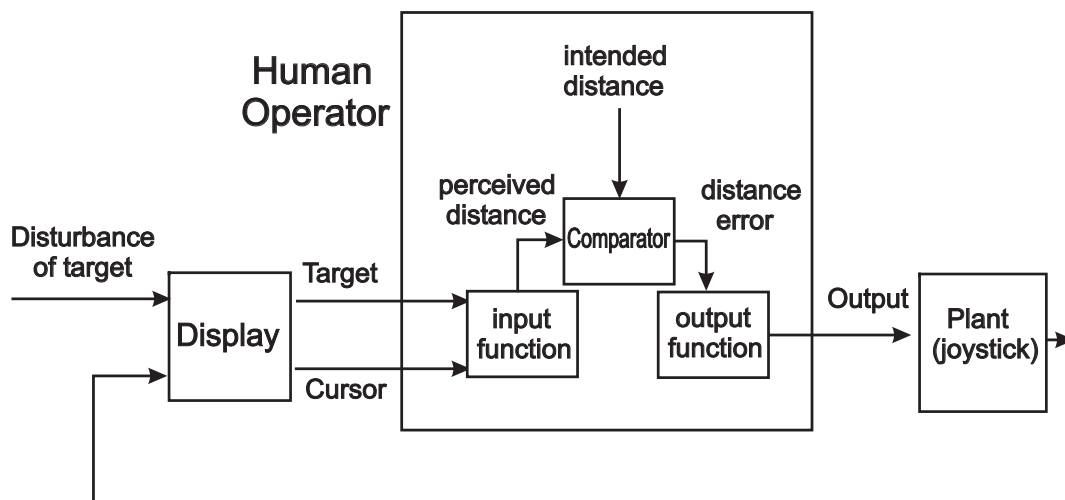 Human
Operator
intended
distance
perceived
distance
Comparator
distance
error
Disturbance
of target
Display
Target
Cursor
input
function
output
function
Output
Plant
(joystick)